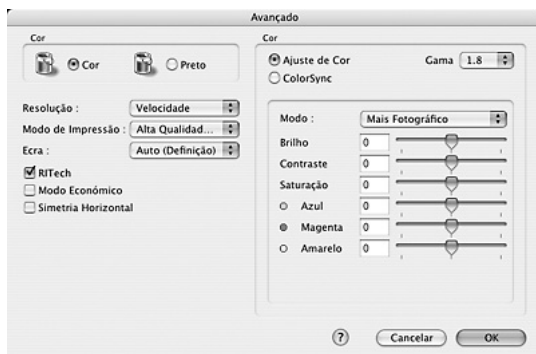 Avançado
Cor
Cor
Preto
Resolução :
Velocidade
Modo de Impressão :
Alta Qualidad...
Ecra :
Auto (Definição)
RITech
Modo Económico
Simetria Horizontal
Cor
Ajuste de Cor
Gama
1.8
ColorSync
Modo :
Mais Fotográfico
Brilho
0
Contraste
0
Saturação
0
Azul
0
Magenta
0
Amarelo
0
?
Cancelar
OK